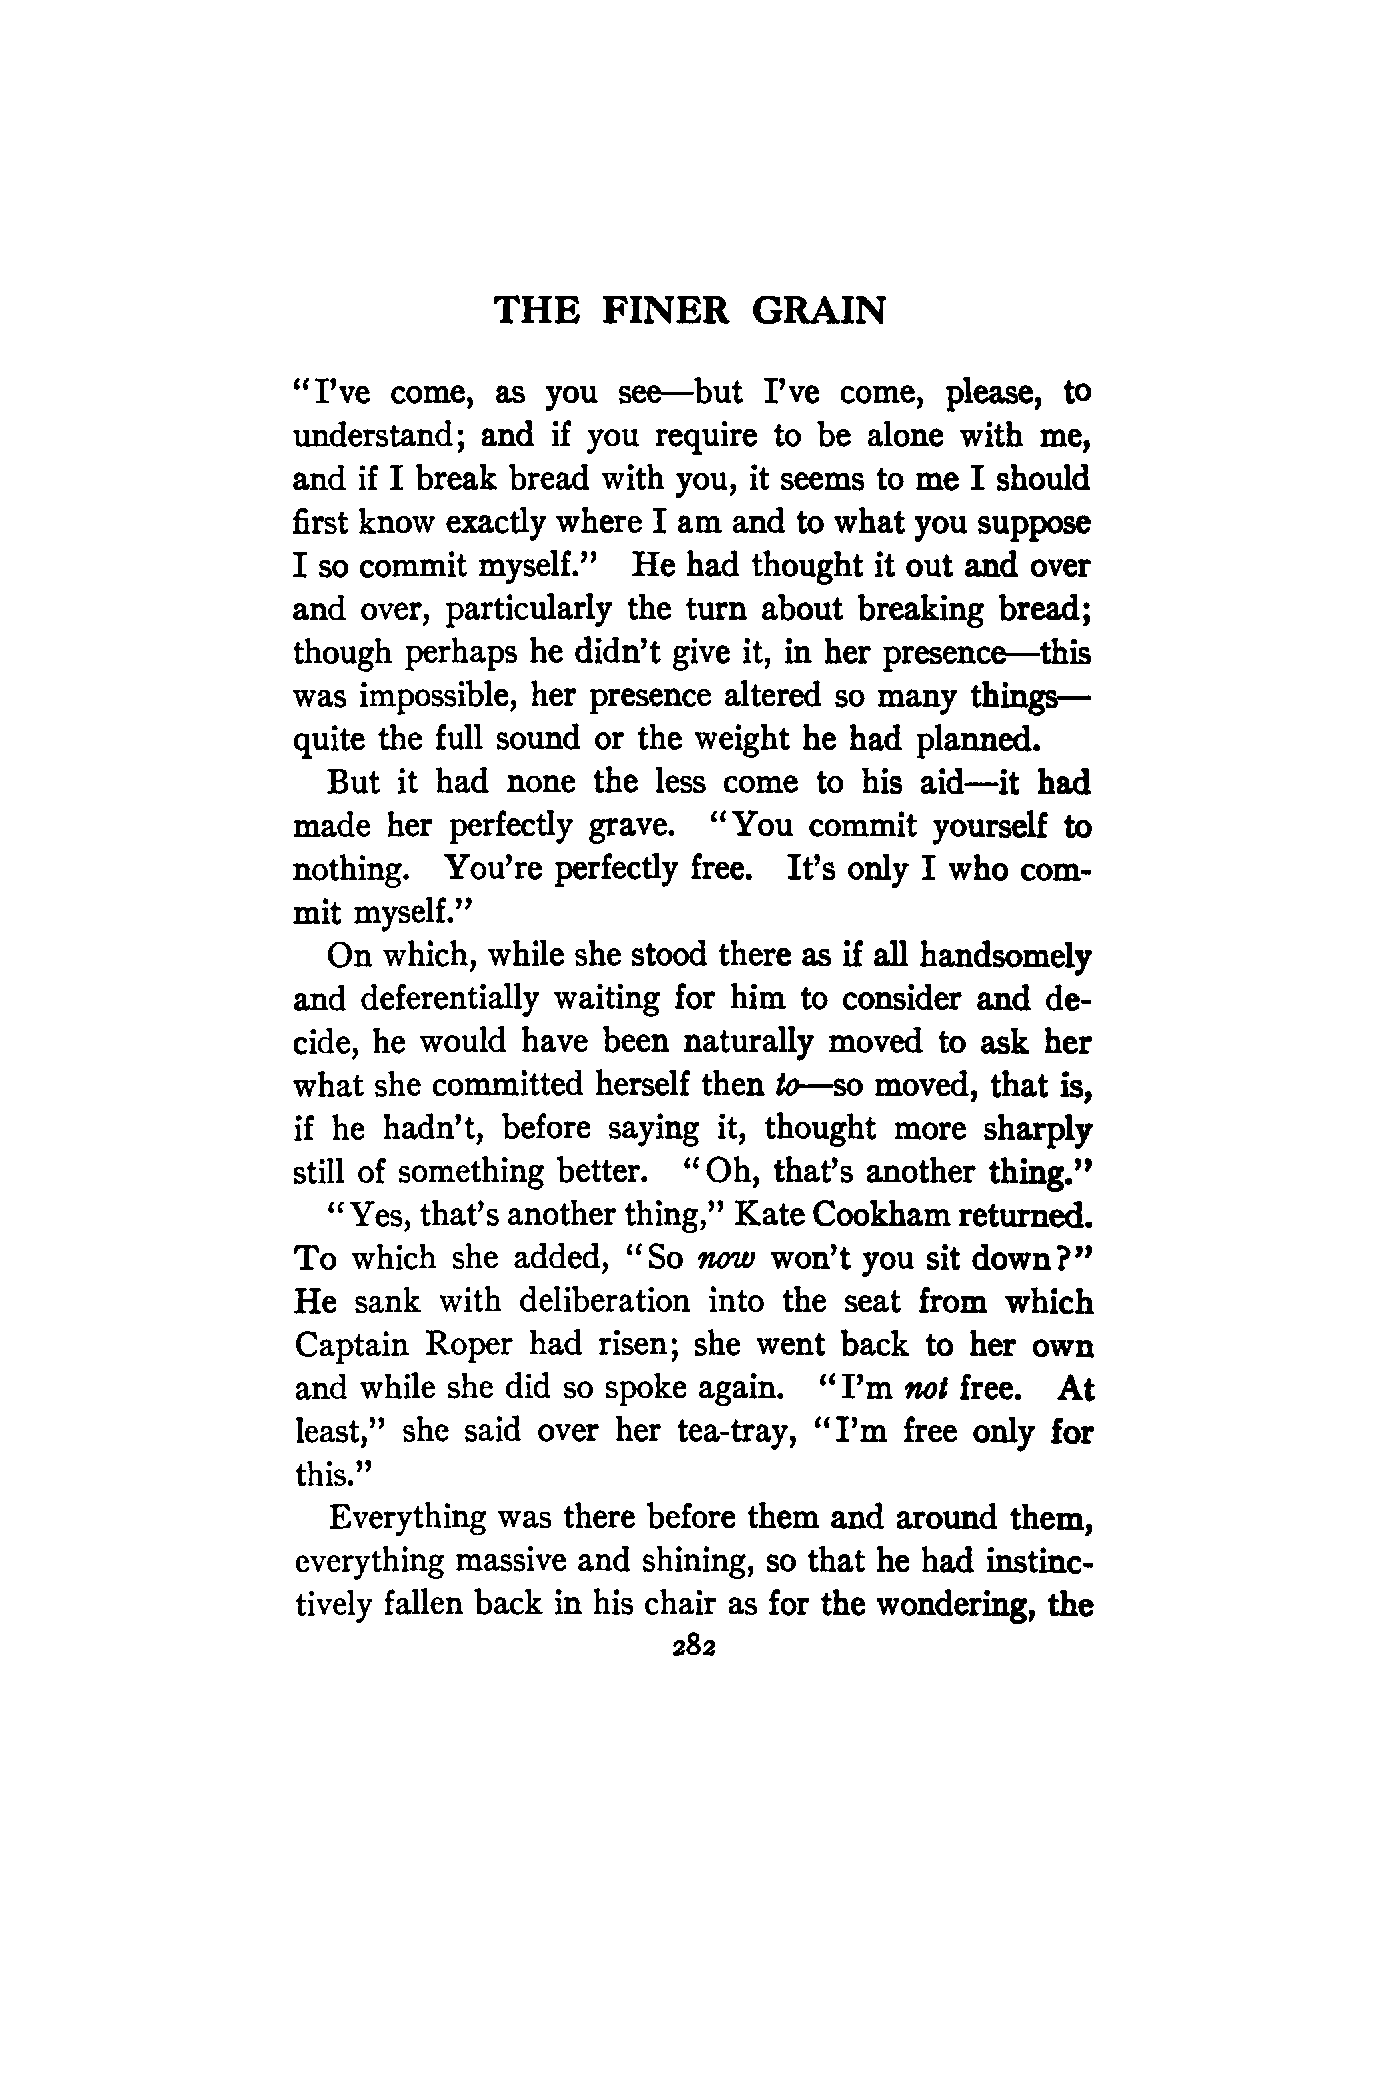 THE FINER GRAIN
“I’ve come, as you see—but I’ve come, please, to
understand; and if you require to be alone with me,
and if I break bread with you, it seems to me I should
first know exactly where I am and to what you suppose
I so commit myself.” He had thought it out and over
and over, particularly the turn about breaking bread;
though perhaps he didn’t give it, in her presence—this
was impossible, her presence altered so many things—
quite the full sound or the weight he had planned.
But it had none the less come to his aid—it had
made her perfectly grave. “You commit yourself to
nothing. You’re perfectly free. It’s only I who com-
mit myself.”
On which, while she stood there as if all handsomely
and deferentially waiting for him to consider and de-
cide, he would have been naturally moved to ask her
what she committed herself then to—so moved, that is,
if he hadn’t, before saying it, thought more sharply
still of something better. “Oh, that’s another thing.”
“Yes, that’s another thing,” Kate Cookham returned.
To which she added, “So now won’t you sit down?”
He sank with deliberation into the seat from which
Captain Roper had risen; she went back to her own
and while she did so spoke again. “I’m not free. At
least,” she said over her tea-tray, “I’m free only for
this.”
Everything was there before them and around them,
everything massive and shining, so that he had instinc-
tively fallen back in his chair as for the wondering, the
282